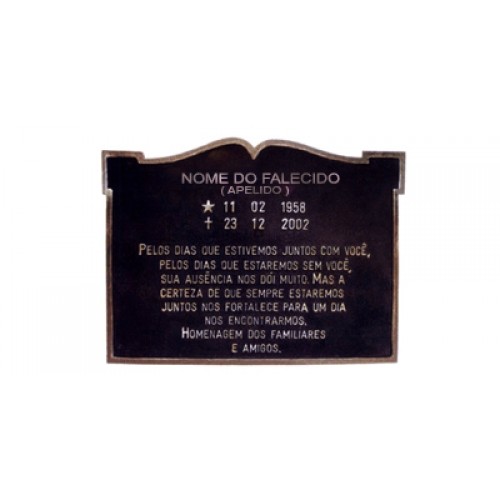 NOME DO FALECIDO
( APELIDO )
★ 11 02 1958
✝ 23 12 2002
PELOS DIAS QUE ESTIVEMOS JUNTOS COM VOCÊ,
PELOS DIAS QUE ESTAREMOS SEM VOCÊ,
SUA AUSÊNCIA NOS DÓI MUITO. MAS A
CERTEZA DE QUE SEMPRE ESTAREMOS
JUNTOS NOS FORTALECE PARA, UM DIA
NOS ENCONTRARMOS.
HOMENAGEM DOS FAMILIARES
E AMIGOS.